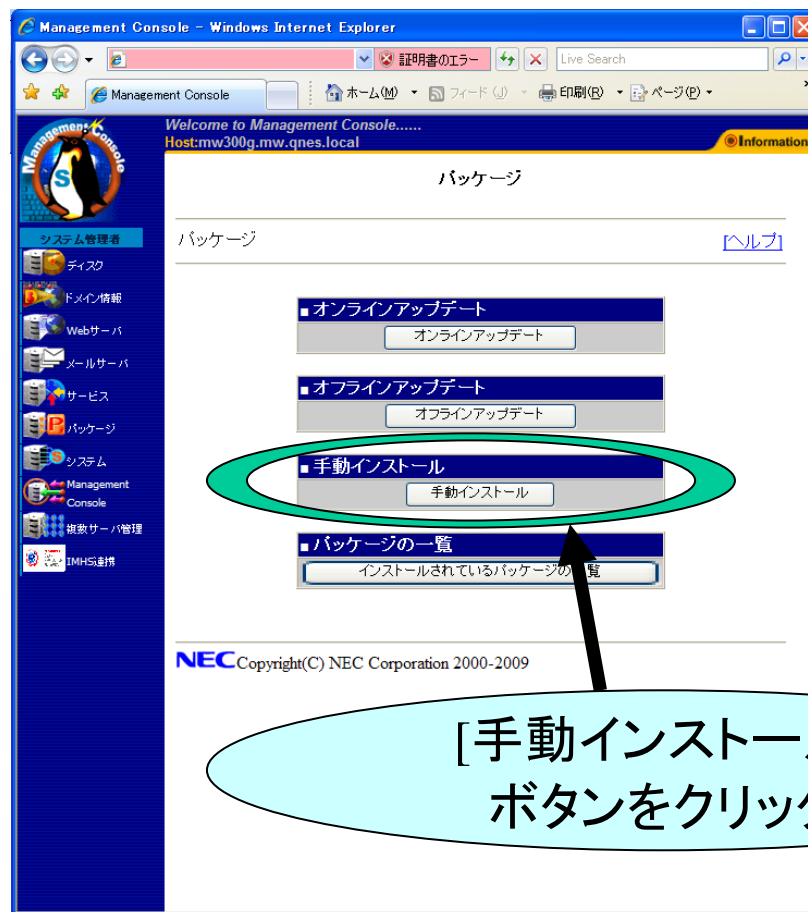 Management Console - Windows Internet Explorer
証明書のエラー
Live Search
Management Console
ホーム(M)
フィード(J)
印刷(R)
ページ(P)
»
Management Console
S
Welcome to Management Console......
Host:mw300g.mw.qnes.local
Information
パッケージ
システム管理者
パッケージ
[ヘルプ]
ディスク
ドメイン情報
Webサーバ
メールサーバ
サービス
パッケージ
システム
Management
Console
複数サーバ管理
IMHS連携
■オンラインアップデート
オンラインアップデート
■オフラインアップデート
オフラインアップデート
■手動インストール
手動インストール
■パッケージの一覧
インストールされているパッケージの一覧
NECCopyright(C) NEC Corporation 2000-2009
[手動インストー
ボタンをクリッ